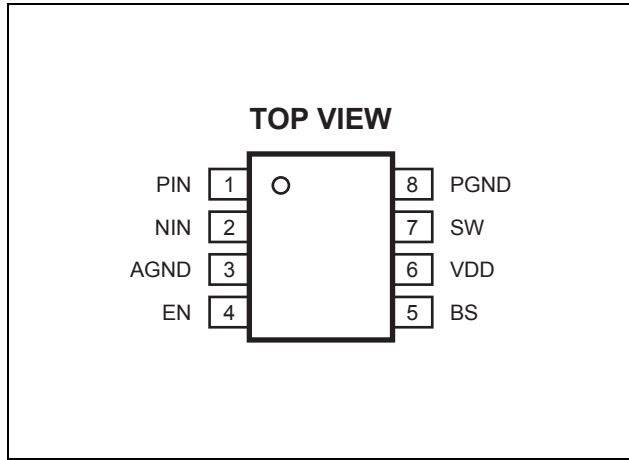 TOP VIEW
PIN 1 8 PGND
NIN 2 7 SW
AGND 3 6 VDD
EN 4 5 BS